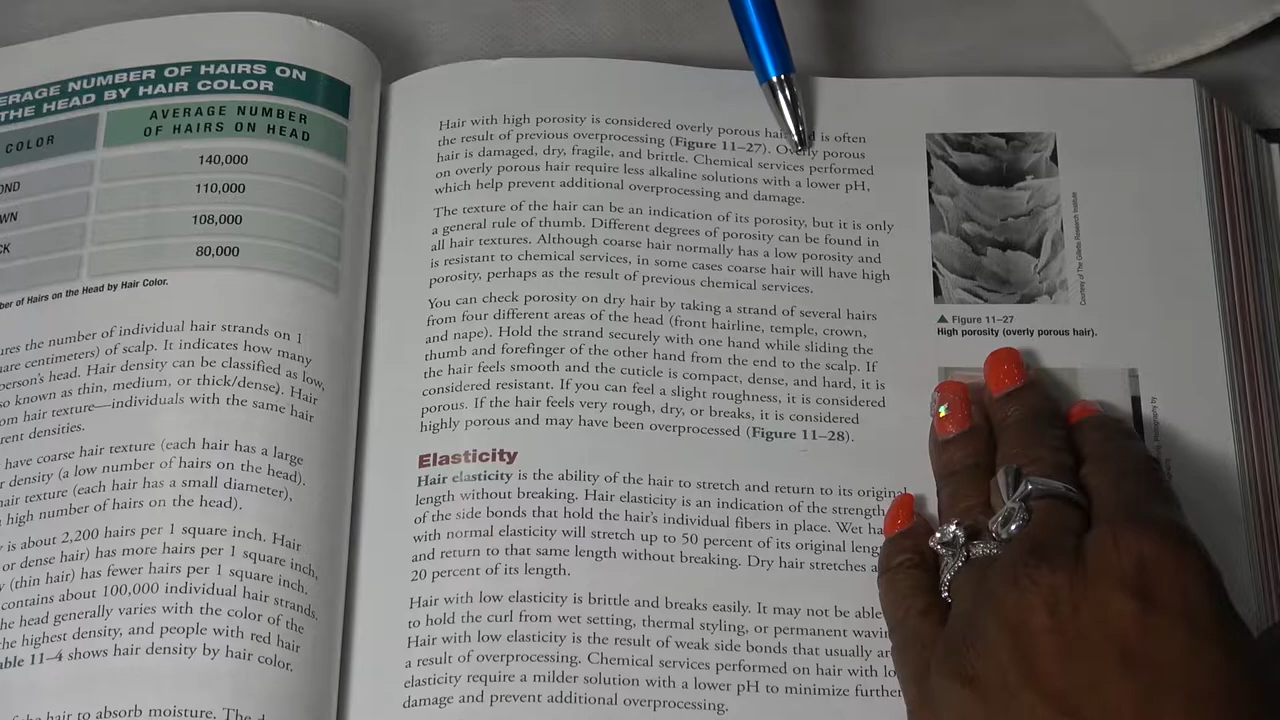 ERAGE NUMBER OF HAIRS ON
THE HEAD BY HAIR COLOR
COLOR
AVERAGE NUMBER
OF HAIRS ON HEAD
140,000
OND
110,000
WN
108,000
CK
80,000
ber of Hairs on the Head by Hair Color.
ures the number of individual hair strands on 1
are centimeters) of scalp. It indicates how many
person's head. Hair density can be classified as low,
so known as thin, medium, or thick/dense). Hair
om hair texture—individuals with the same hair
rent densities.
have coarse hair texture (each hair has a large
r density (a low number of hairs on the head).
hair texture (each hair has a small diameter),
high number of hairs on the head).
y is about 2,200 hairs per 1 square inch. Hair
or dense hair) has more hairs per 1 square inch,
y (thin hair) has fewer hairs per 1 square inch.
contains about 100,000 individual hair strands.
he head generally varies with the color of the
the highest density, and people with red hair
able 11–4 shows hair density by hair color.
of the hair to absorb moisture. The d
Hair with high porosity is considered overly porous hair is often
the result of previous overprocessing (Figure 11–27). Overly porous
hair is damaged, dry, fragile, and brittle. Chemical services performed
on overly porous hair require less alkaline solutions with a lower pH,
which help prevent additional overprocessing and damage.
The texture of the hair can be an indication of its porosity, but it is only
a general rule of thumb. Different degrees of porosity can be found in
all hair textures. Although coarse hair normally has a low porosity and
is resistant to chemical services, in some cases coarse hair will have high
porosity, perhaps as the result of previous chemical services.
You can check porosity on dry hair by taking a strand of several hairs
from four different areas of the head (front hairline, temple, crown,
and nape). Hold the strand securely with one hand while sliding the
thumb and forefinger of the other hand from the end to the scalp. If
the hair feels smooth and the cuticle is compact, dense, and hard, it is
considered resistant. If you can feel a slight roughness, it is considered
porous. If the hair feels very rough, dry, or breaks, it is considered
highly porous and may have been overprocessed (Figure 11–28).
Elasticity
Hair elasticity is the ability of the hair to stretch and return to its original
length without breaking. Hair elasticity is an indication of the strength
of the side bonds that hold the hair's individual fibers in place. Wet ha
with normal elasticity will stretch up to 50 percent of its original leng
and return to that same length without breaking. Dry hair stretches a
20 percent of its length.
Hair with low elasticity is brittle and breaks easily. It may not be able
to hold the curl from wet setting, thermal styling, or permanent wavin
Hair with low elasticity is the result of weak side bonds that usually ar
a result of overprocessing. Chemical services performed on hair with lo
elasticity require a milder solution with a lower pH to minimize further
damage and prevent additional overprocessing.
Courtesy of The Gillette Research Institute
▲ Figure 11–27
High porosity (overly porous hair).
Photography by